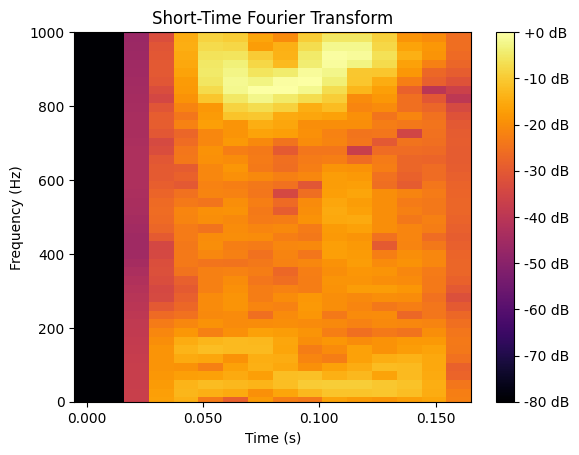 Short-Time Fourier Transform
1000
800
600
400
200
0
Frequency (Hz)
0.000
0.050
0.100
0.150
Time (s)
+0 dB
-10 dB
-20 dB
-30 dB
-40 dB
-50 dB
-60 dB
-70 dB
-80 dB